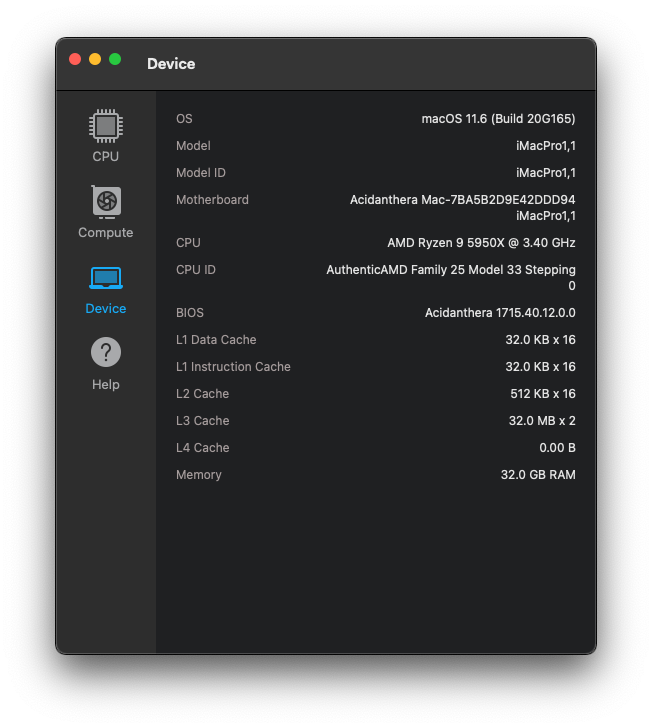 Device
CPU
Compute
Device
Help
OS macOS 11.6 (Build 20G165)
Model iMacPro1,1
Model ID iMacPro1,1
Motherboard Acidanthera Mac-7BA5B2D9E42DDD94
iMacPro1,1
CPU AMD Ryzen 9 5950X @ 3.40 GHz
CPU ID AuthenticAMD Family 25 Model 33 Stepping
0
BIOS Acidanthera 1715.40.12.0.0
L1 Data Cache 32.0 KB x 16
L1 Instruction Cache 32.0 KB x 16
L2 Cache 512 KB x 16
L3 Cache 32.0 MB x 2
L4 Cache 0.00 B
Memory 32.0 GB RAM